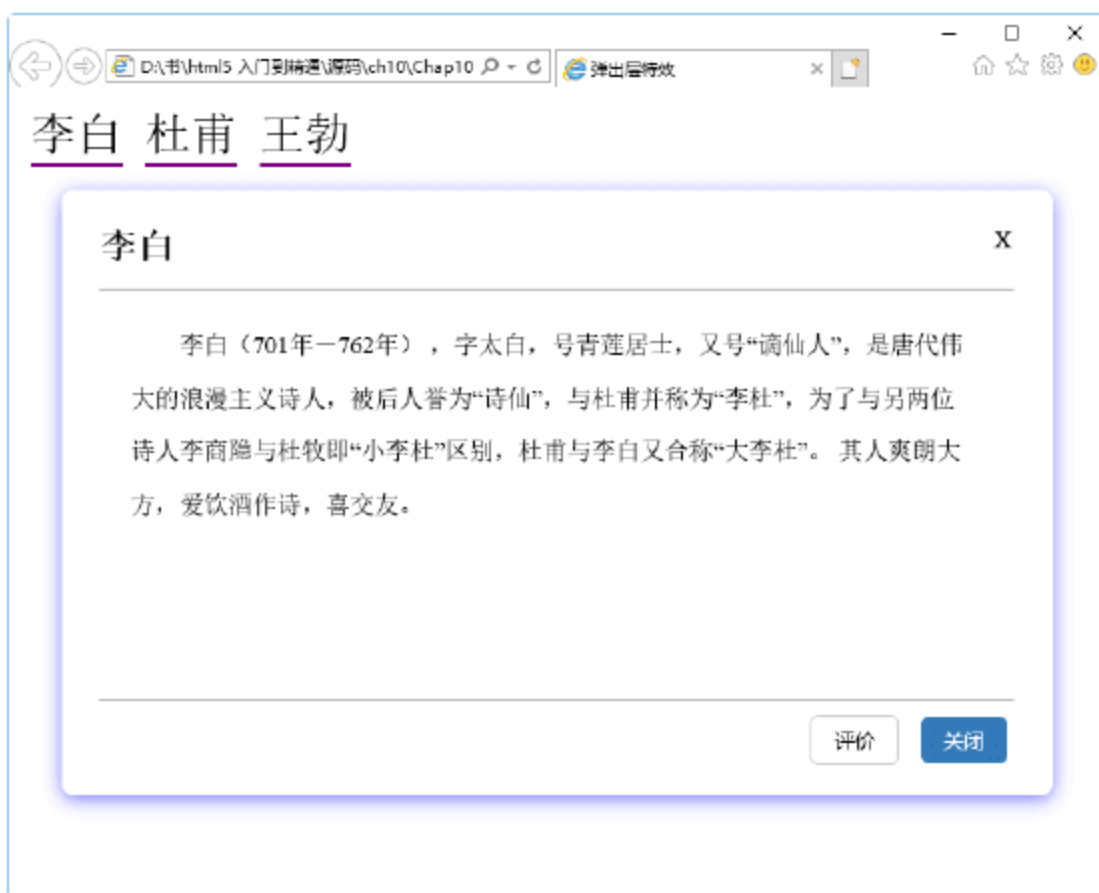 D:\书\html5 入门到精通\源码\ch10\Chap10
弹出层特效
李白 杜甫 王勃
李白
x
李白（701年－762年），字太白，号青莲居士，又号“谪仙人”，是唐代伟
大的浪漫主义诗人，被后人誉为“诗仙”，与杜甫并称为“李杜”，为了与另两位
诗人李商隐与杜牧即“小李杜”区别，杜甫与李白又合称“大李杜”。 其人爽朗大
方，爱饮酒作诗，喜交友。
评价
关闭